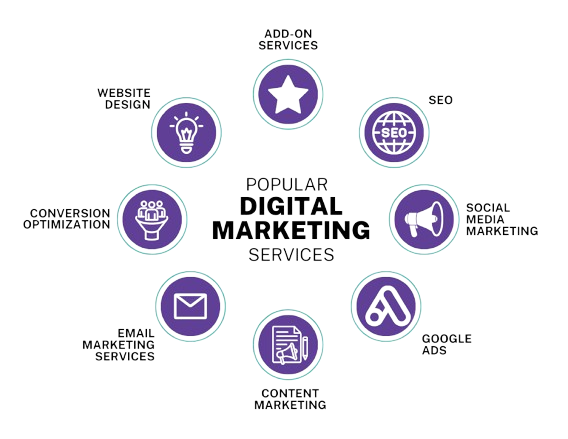 ADD-ON
SERVICES
WEBSITE
DESIGN
SEO
SEO
POPULAR
DIGITAL
MARKETING
SERVICES
CONVERSION
OPTIMIZATION
SOCIAL
MEDIA
MARKETING
EMAIL
MARKETING
SERVICES
GOOGLE
ADS
CONTENT
MARKETING